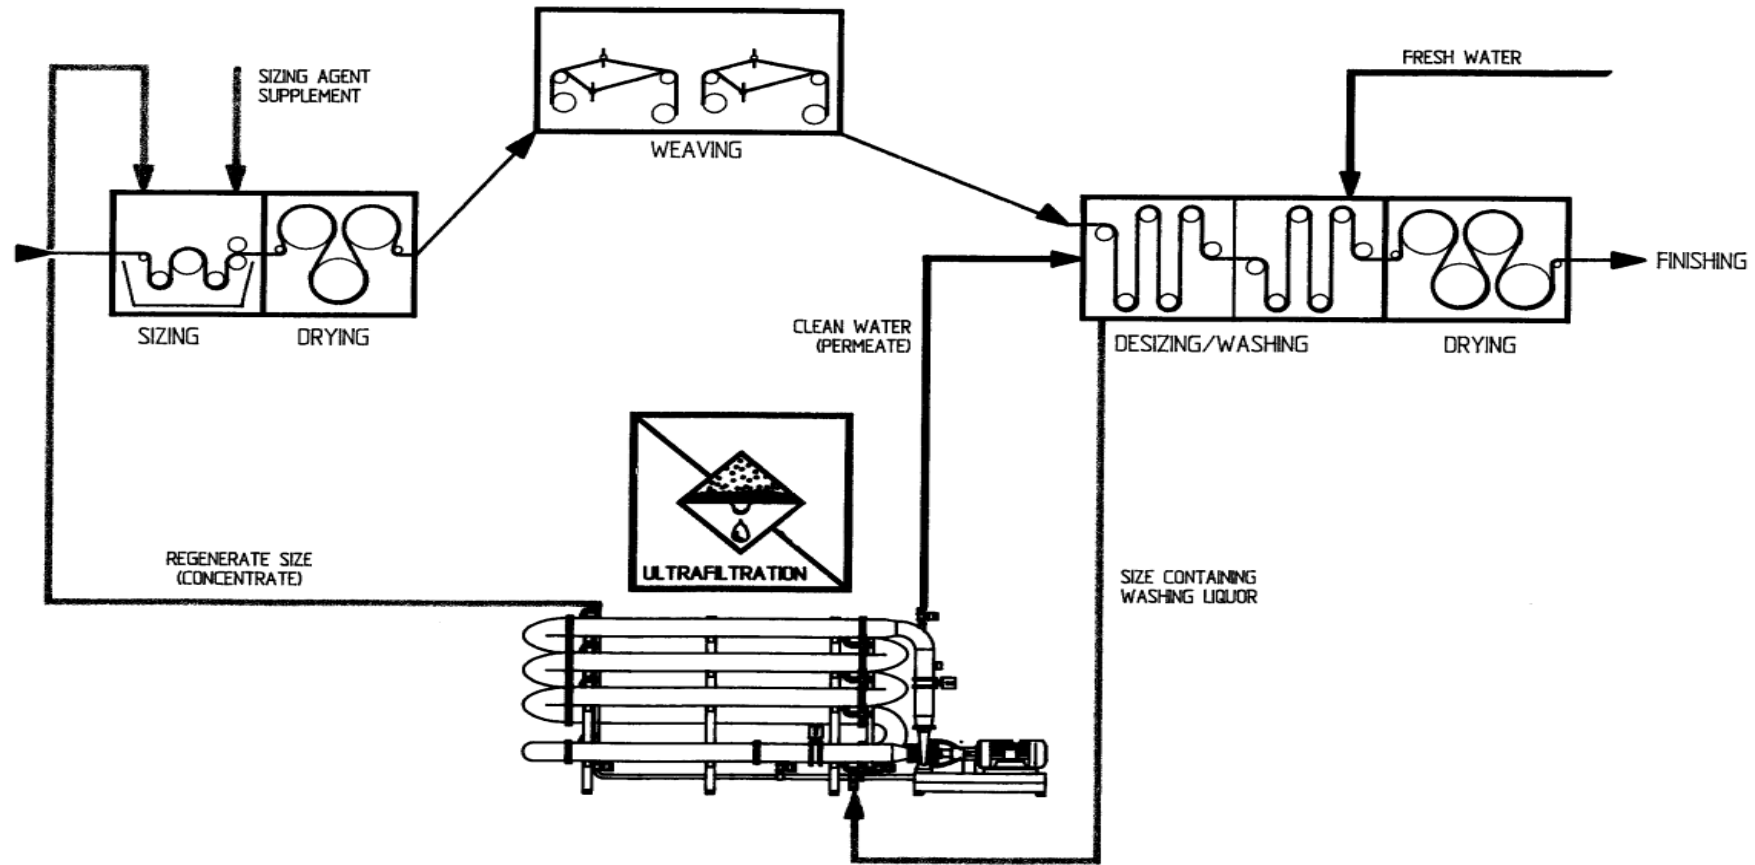 FRESH WATER
SIZING AGENT
SUPPLEMENT
WEAVING
FINISHING
SIZING
DRYING
CLEAN WATER
(PERMEATE)
DESIZING/WASHING
DRYING
REGENERATE SIZE
(CONCENTRATE)
ULTRAFILTRATION
SIZE CONTAINING
WASHING LIQUOR